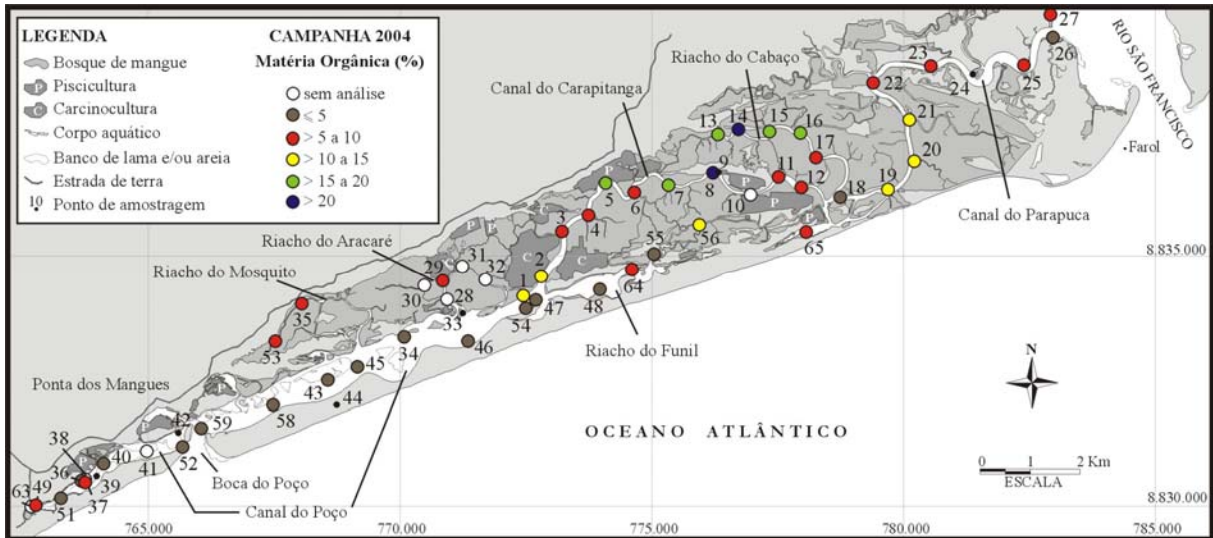 LEGENDA
Bosque de mangue
P Piscicultura
C Carcinocultura
Corpo aquático
Banco de lama e/ou areia
Estrada de terra
10 Ponto de amostragem
CAMPANHA 2004
Matéria Orgânica (%)
sem análise
⩽ 5
> 5 a 10
> 10 a 15
> 15 a 20
> 20
Riacho do Cabaço
Canal do Carapitanga
Riacho do Aracaré
Riacho do Mosquito
Ponta dos Mangues
Boca do Poço
Canal do Poço
Riacho do Funil
Canal do Parapuca
RIO SÃO FRANCISCO
Farol
OCEANO ATLÂNTICO
N
0 1 2 Km
ESCALA
27
26
25
24
23
22
21
20
19
18
17
16
15
14
13
12
11
10
9
8
7
6
5
4
3
2
1
56
55
65
64
48
47
54
46
34
33
28
32
31
30
29
35
53
45
44
43
58
59
42
52
41
40
39
38
37
36
49
63
51
P
P
P
P
P
P
P
P
P
C
C
C
C
C
8.835.000
8.830.000
765.000
770.000
775.000
780.000
785.000